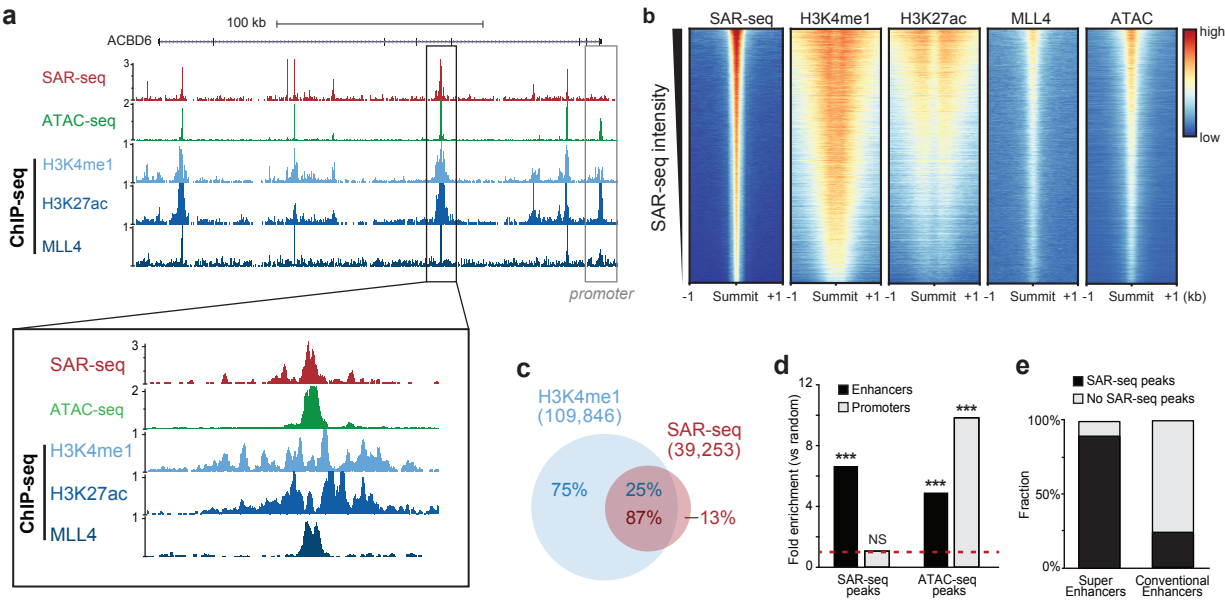 a
100 kb
ACBD6
3
SAR-seq
2
ATAC-seq
1
H3K4me1
1
H3K27ac
1
MLL4
ChIP-seq
promoter
3
SAR-seq
2
ATAC-seq
1
H3K4me1
1
H3K27ac
1
MLL4
ChIP-seq
b
SAR-seq H3K4me1 H3K27ac MLL4 ATAC
high
low
SAR-seq intensity
-1 Summit +1 -1 Summit +1 -1 Summit +1 -1 Summit +1 -1 Summit +1 (kb)
c
H3K4me1
(109,846)
SAR-seq
(39,253)
75% 25%
87% 13%
d
Enhancers
Promoters
Fold enrichment (vs random)
12
8
4
0
*** NS *** ***
SAR-seq
peaks
ATAC-seq
peaks
e
SAR-seq peaks
No SAR-seq peaks
Fraction
100%
50%
0%
Super
Enhancers
Conventional
Enhancers